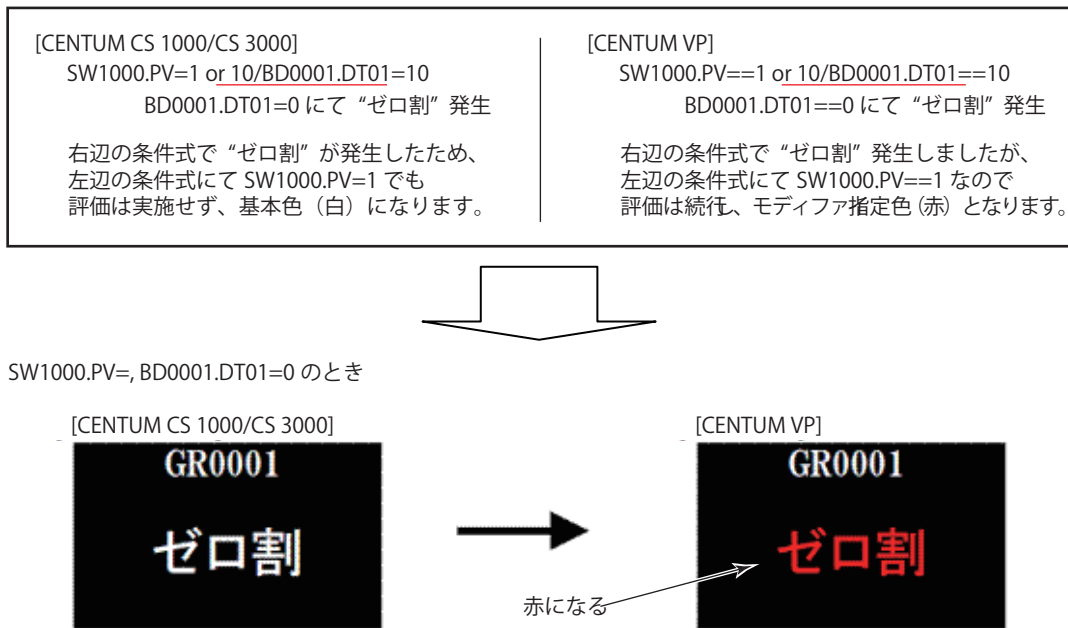 [CENTUM CS 1000/CS 3000]
SW1000.PV=1 or 10/BD0001.DT01=10
BD0001.DT01=0 にて “ゼロ割” 発生
右辺の条件式で “ゼロ割” が発生したため、
左辺の条件式にて SW1000.PV=1 でも
評価は実施せず、基本色（白）になります。
[CENTUM VP]
SW1000.PV==1 or 10/BD0001.DT01==10
BD0001.DT01==0 にて “ゼロ割” 発生
右辺の条件式で “ゼロ割” 発生しましたが、
左辺の条件式にて SW1000.PV==1 なので
評価は続行し、モディファイ指定色（赤）となります。
SW1000.PV=, BD0001.DT01=0 のとき
[CENTUM CS 1000/CS 3000]
GR0001
ゼロ割
[CENTUM VP]
GR0001
ゼロ割
赤になる